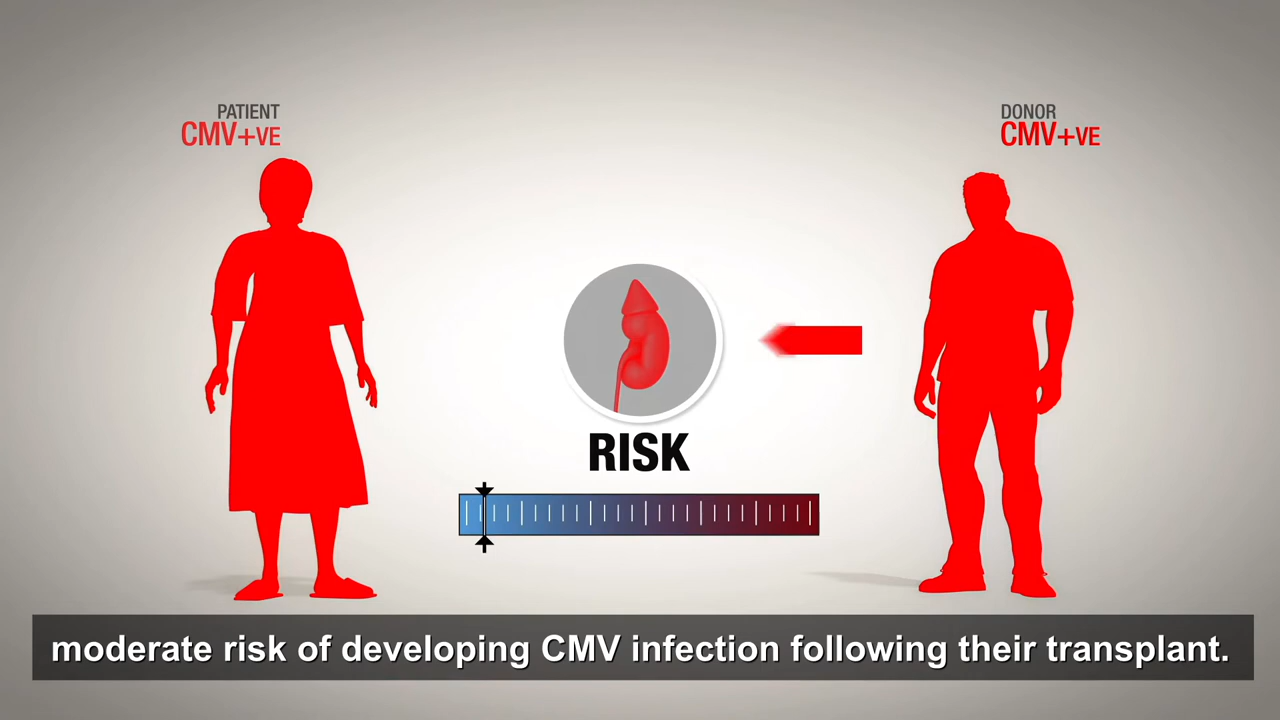 PATIENT
CMV+VE
DONOR
CMV+VE
RISK
moderate risk of developing CMV infection following their transplant.